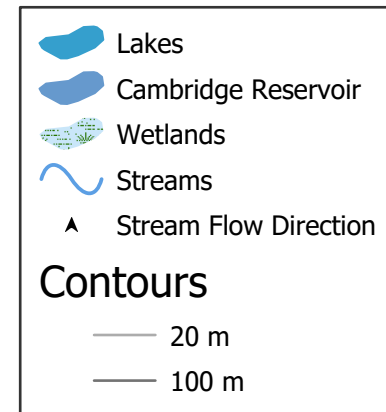 Lakes
Cambridge Reservoir
Wetlands
Streams
Stream Flow Direction
Contours
20 m
100 m